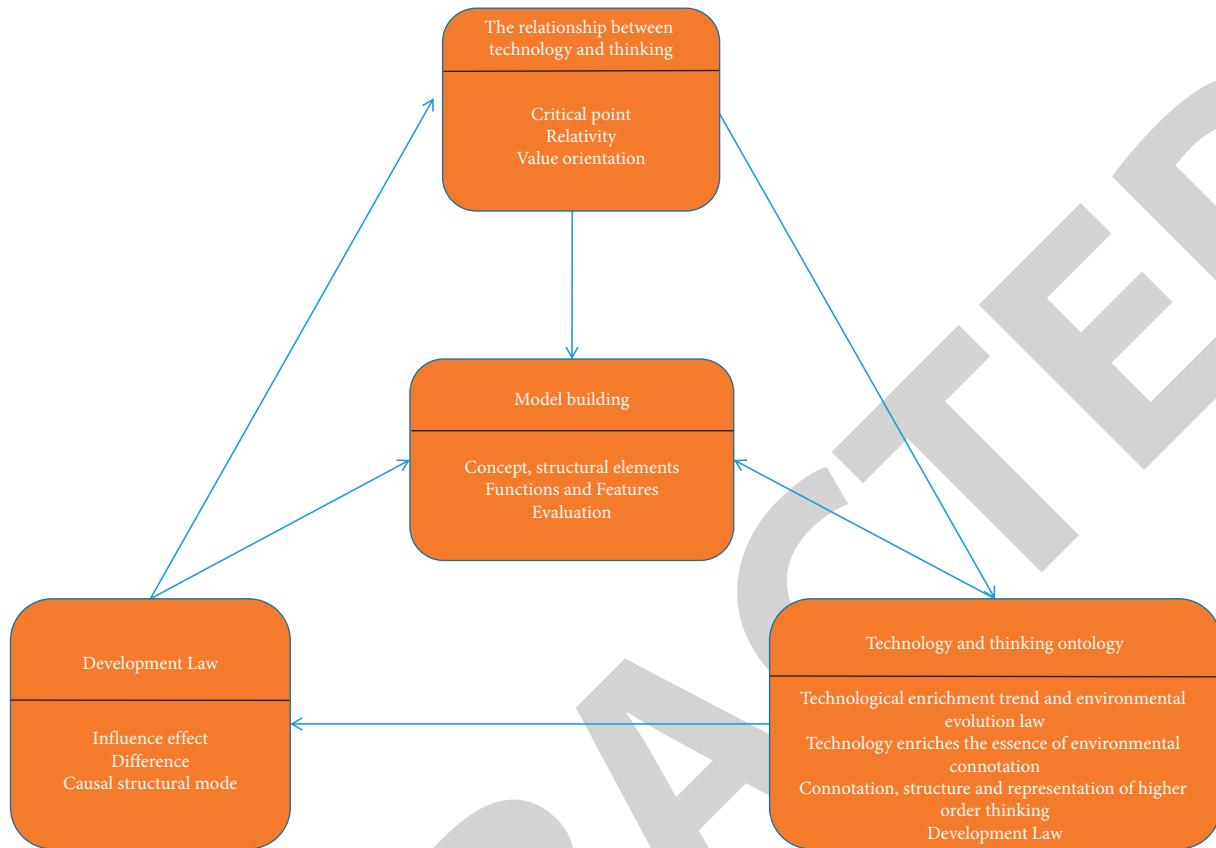 The relationship between
technology and thinking
Critical point
Relativity
Value orientation
Model building
Concept, structural elements
Functions and Features
Evaluation
Development Law
Influence effect
Difference
Causal structural mode
Technology and thinking ontology
Technological enrichment trend and environmental
evolution law
Technology enriches the essence of environmental
connotation
Connotation, structure and representation of higher
order thinking
Development Law
ACTE